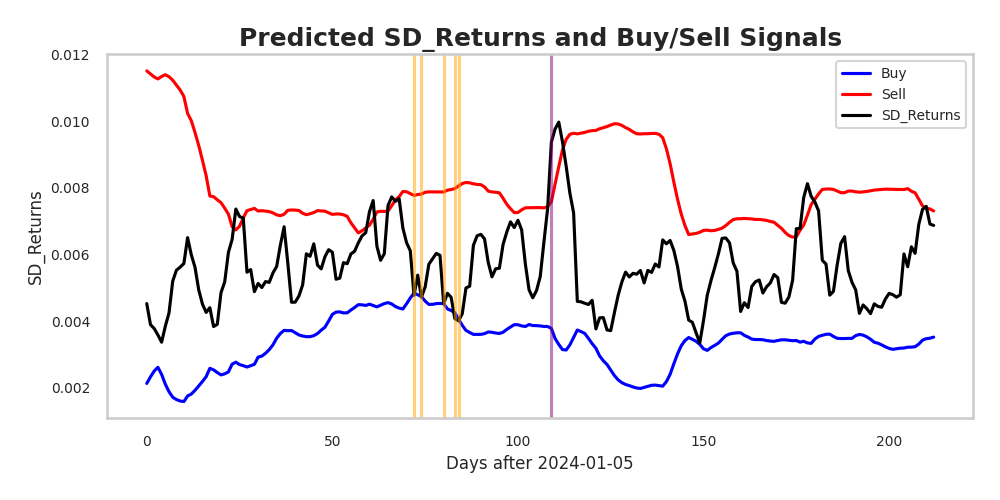 Predicted SD_Returns and Buy/Sell Signals
SD_Returns
0.012
0.010
0.008
0.006
0.004
0.002
Buy
Sell
SD_Returns
0 50 100 150 200
Days after 2024-01-05